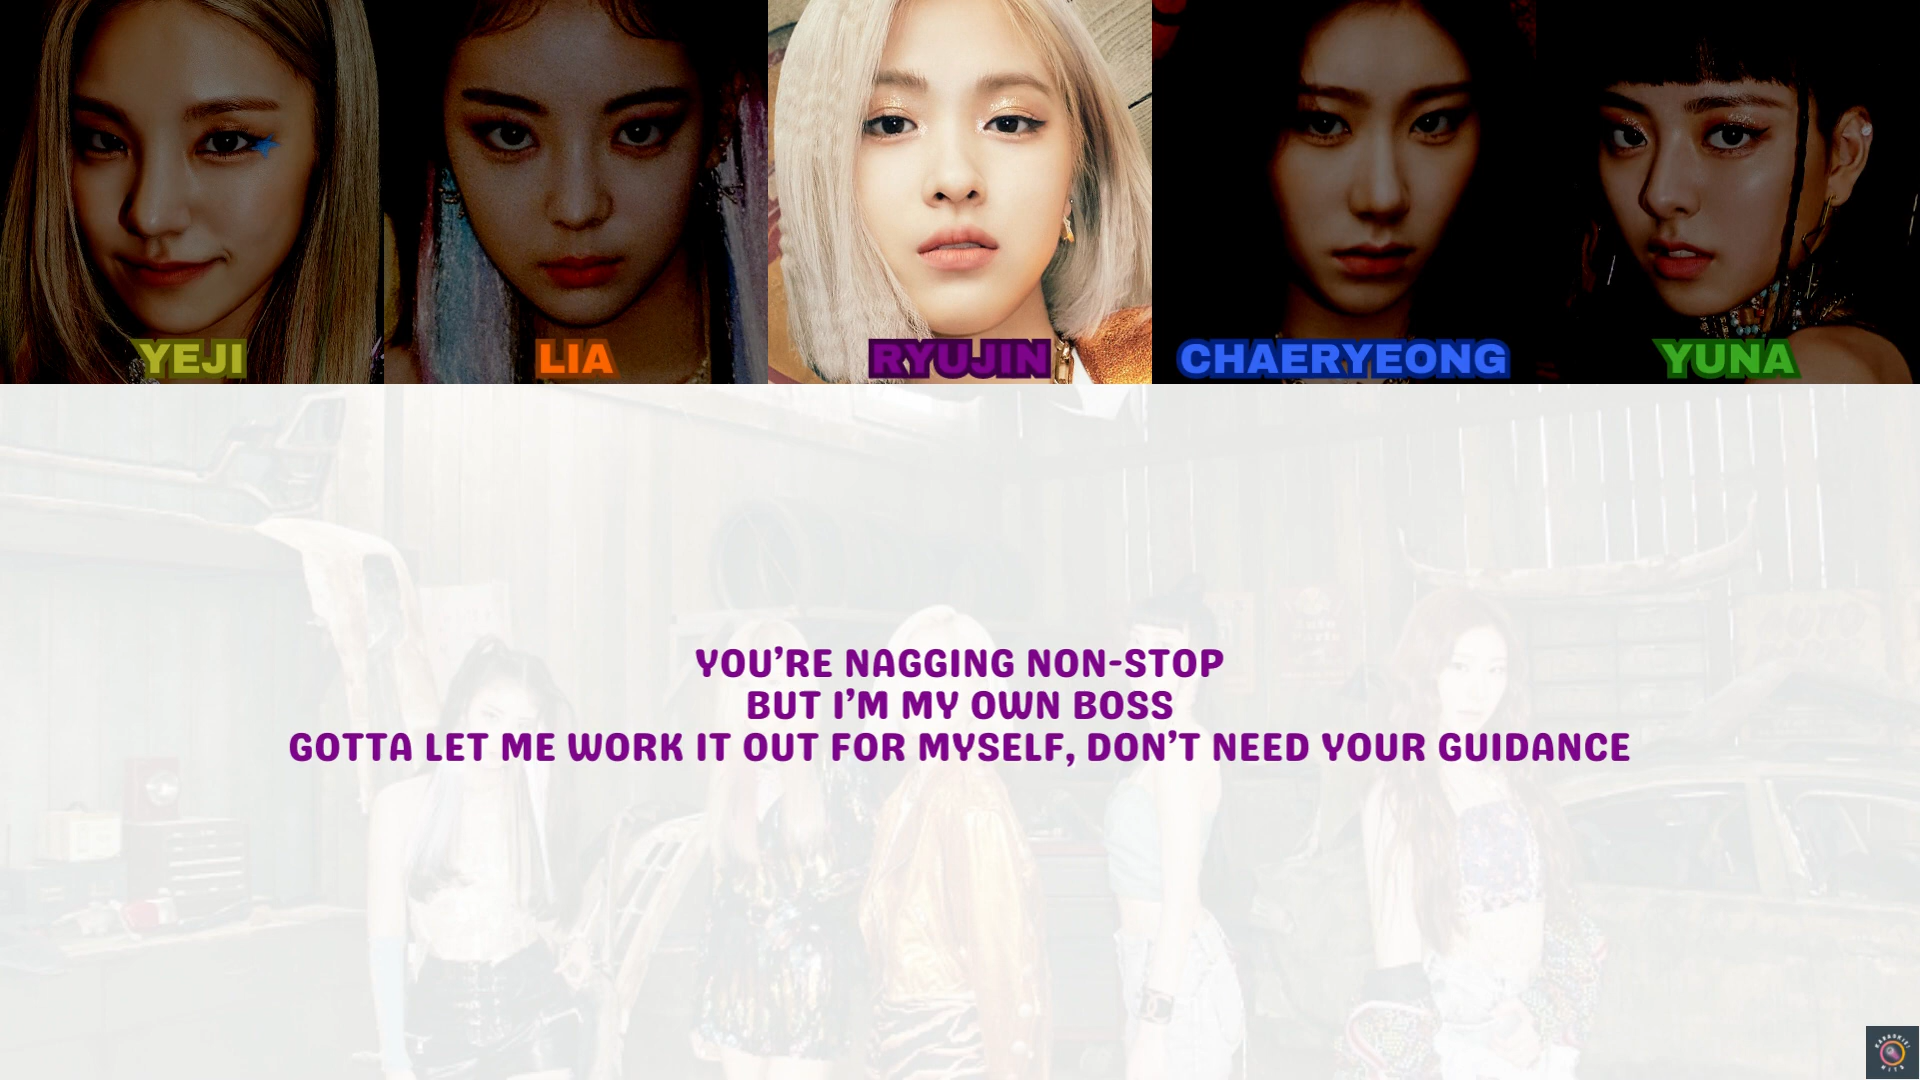 YEJI
LIA
RYUJIN
CHAERYEONG
YUNA
YOU'RE NAGGING NON-STOP
BUT I'M MY OWN BOSS
GOTTA LET ME WORK IT OUT FOR MYSELF, DON'T NEED YOUR GUIDANCE